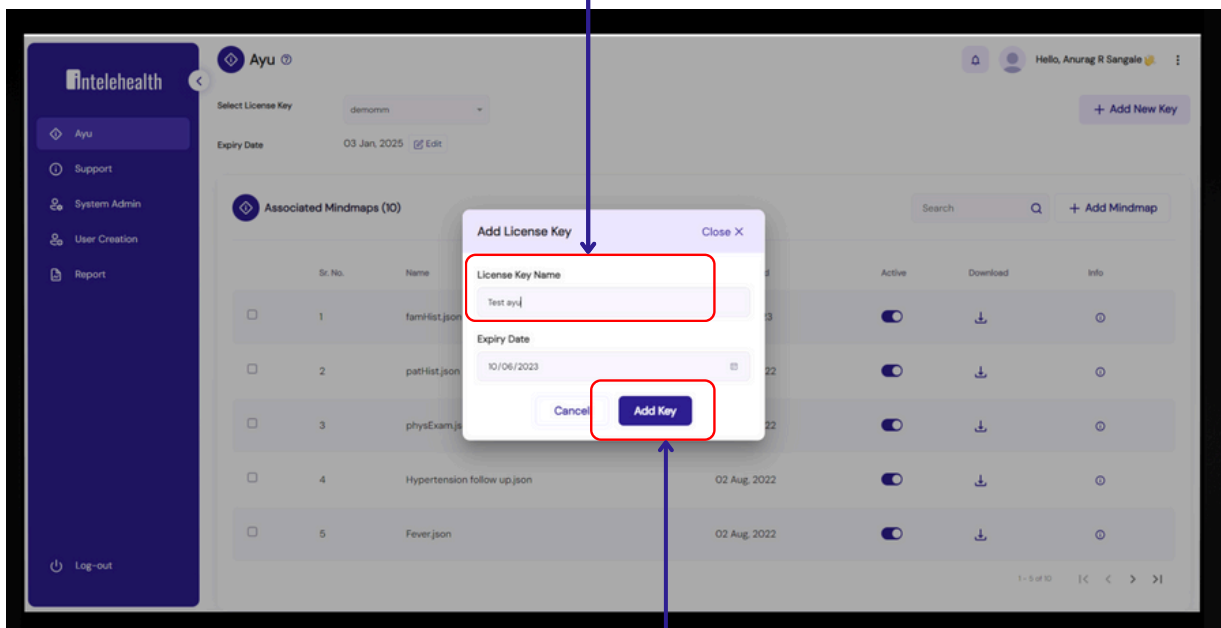 intelehealth
Ayu
Support
System Admin
User Creation
Report
Log-out
Ayu
Hello, Anurag R Sangale 👋
Select License Key
demomm
+ Add New Key
Expiry Date
03 Jan, 2025
Edit
Associated Mindmaps (10)
Search
+ Add Mindmap
Sr. No.
Name
Active
Download
Info
1
famHist.json
2
patHist.json
22
3
physExam.js
22
4
Hypertension follow up.json
02 Aug, 2022
5
Fever.json
02 Aug, 2022
1 - 5 of 10
Add License Key
Close X
License Key Name
Test ayu
Expiry Date
10/06/2023
Cancel
Add Key